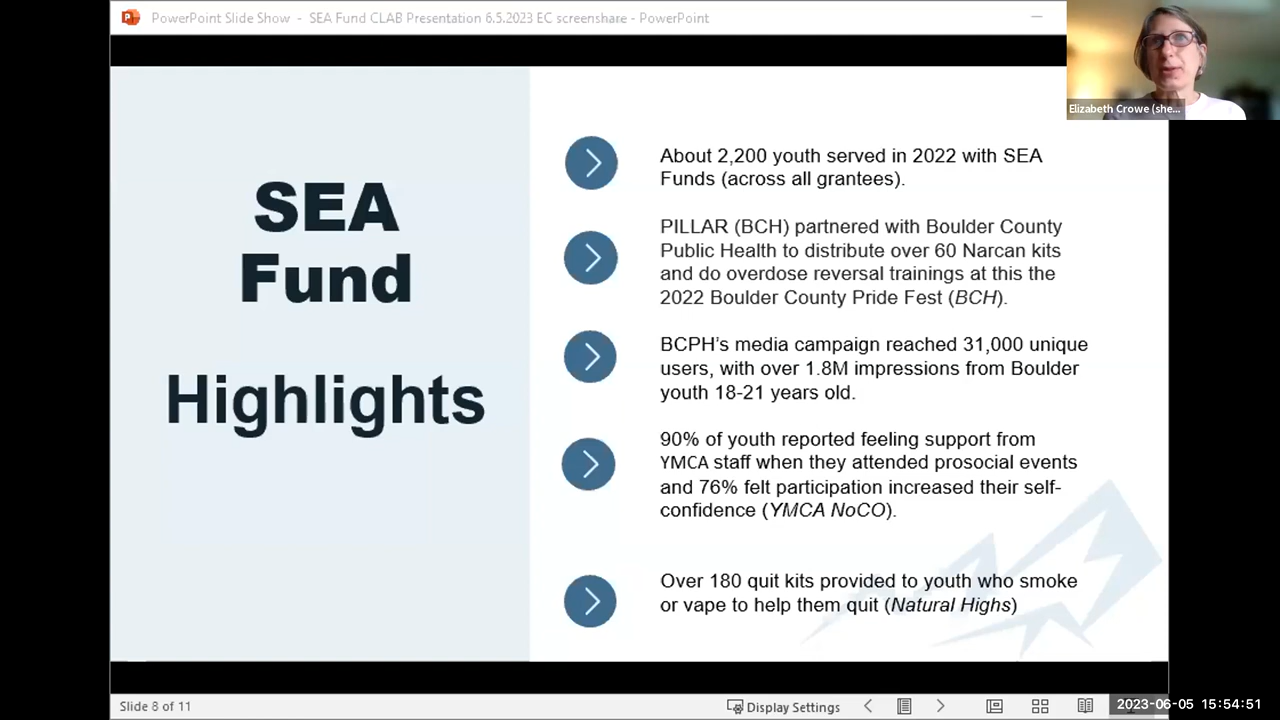 PowerPoint Slide Show - SEA Fund CLAB Presentation 6.5.2023 EC screenshare - PowerPoint
Elizabeth Crowe (she...
SEA
Fund
Highlights
About 2,200 youth served in 2022 with SEA
Funds (across all grantees).
PILLAR (BCH) partnered with Boulder County
Public Health to distribute over 60 Narcan kits
and do overdose reversal trainings at this the
2022 Boulder County Pride Fest (BCH).
BCPH's media campaign reached 31,000 unique
users, with over 1.8M impressions from Boulder
youth 18-21 years old.
90% of youth reported feeling support from
YMCA staff when they attended prosocial events
and 76% felt participation increased their self-
confidence (YMCA NoCO).
Over 180 quit kits provided to youth who smoke
or vape to help them quit (Natural Highs)
Slide 8 of 11
Display Settings
2023-06-05 15:54:51